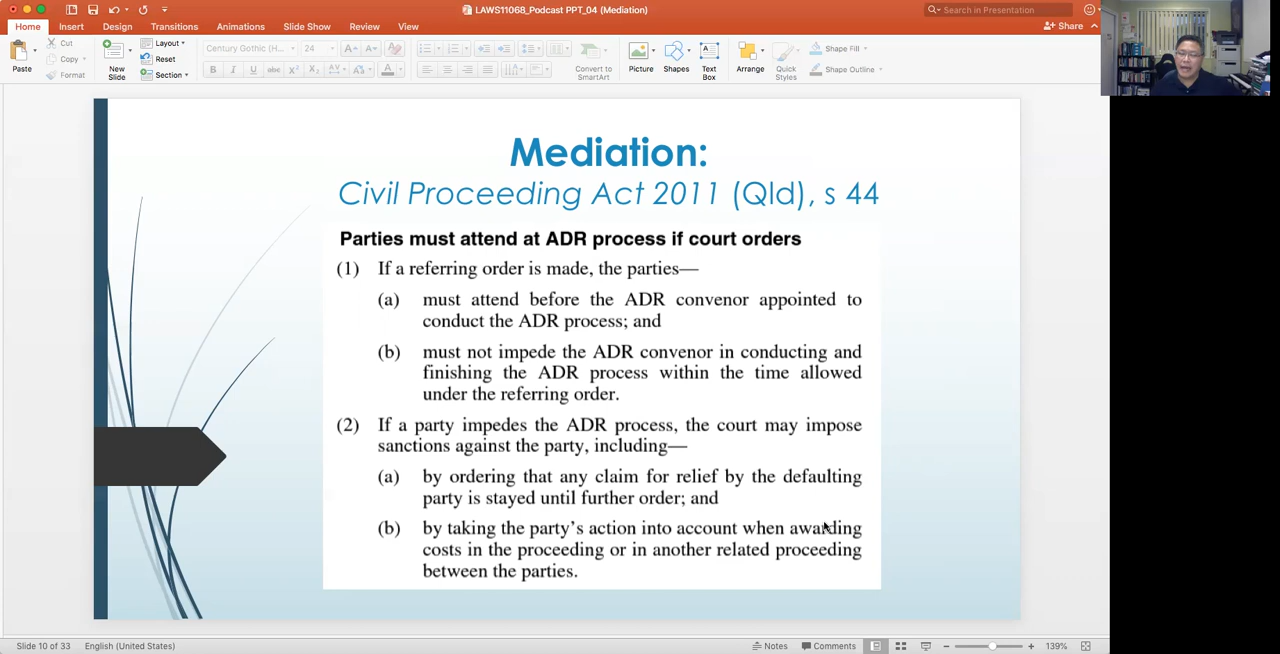 LAWS11068_Podcast PPT_04 (Mediation)
Search in Presentation
Home Insert Design Transitions Animations Slide Show Review View
Share
Paste
Cut
Copy
Format
New Slide
Layout
Reset
Section
Century Gothic (H...
24
Convert to SmartArt
Picture
Shapes
Text Box
Arrange
Quick Styles
Shape Fill
Shape Outline
Mediation:
Civil Proceeding Act 2011 (Qld), s 44
Parties must attend at ADR process if court orders
(1) If a referring order is made, the parties—
(a) must attend before the ADR convenor appointed to
conduct the ADR process; and
(b) must not impede the ADR convenor in conducting and
finishing the ADR process within the time allowed
under the referring order.
(2) If a party impedes the ADR process, the court may impose
sanctions against the party, including—
(a) by ordering that any claim for relief by the defaulting
party is stayed until further order; and
(b) by taking the party's action into account when awarding
costs in the proceeding or in another related proceeding
between the parties.
Slide 10 of 33 English (United States) Notes Comments 139%